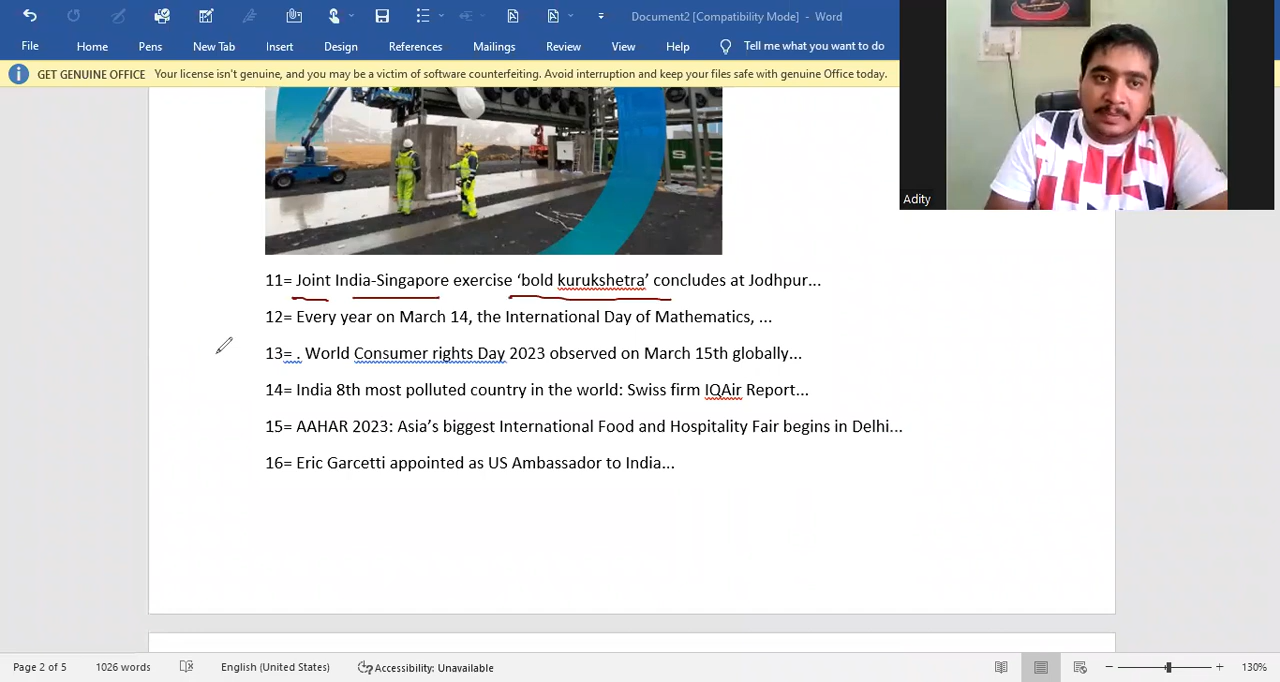 Document2 [Compatibility Mode] - Word
File Home Pens New Tab Insert Design References Mailings Review View Help Tell me what you want to do
GET GENUINE OFFICE Your license isn't genuine, and you may be a victim of software counterfeiting. Avoid interruption and keep your files safe with genuine Office today.
Adity
11= Joint India-Singapore exercise ‘bold kurukshetra’ concludes at Jodhpur...
12= Every year on March 14, the International Day of Mathematics, ...
13= . World Consumer rights Day 2023 observed on March 15th globally...
14= India 8th most polluted country in the world: Swiss firm IQAir Report...
15= AAHAR 2023: Asia’s biggest International Food and Hospitality Fair begins in Delhi...
16= Eric Garcetti appointed as US Ambassador to India...
Page 2 of 5 1026 words English (United States) Accessibility: Unavailable 130%